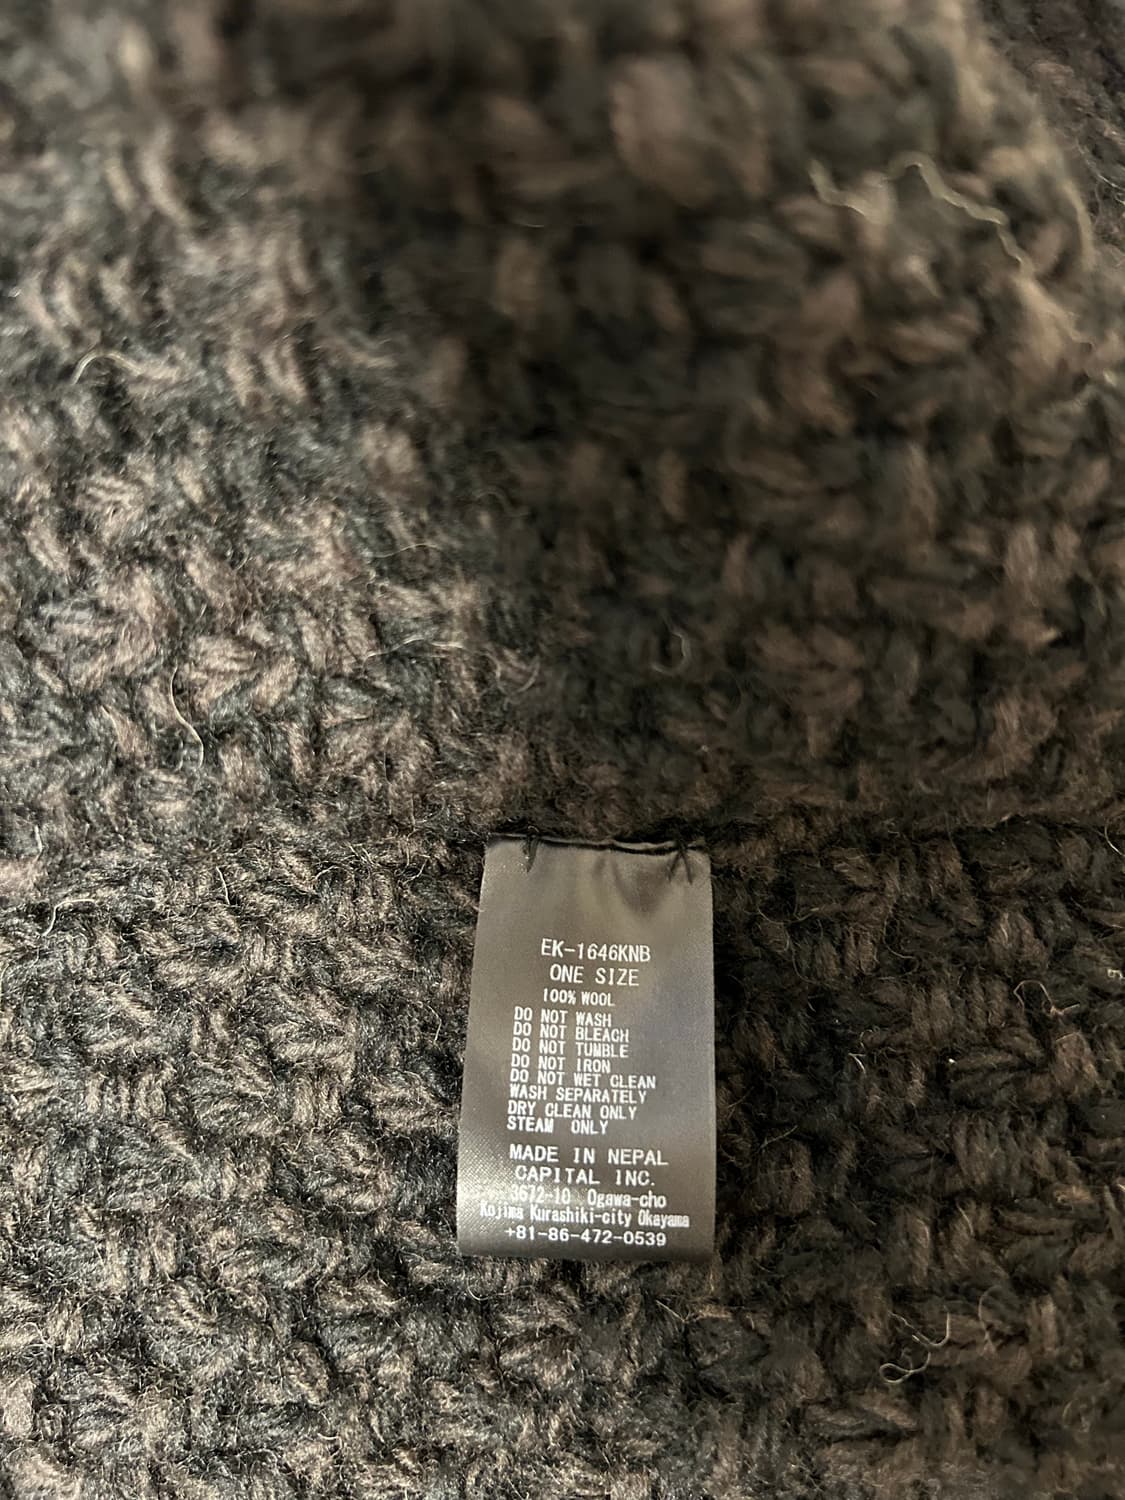 EK-1646KNB
ONE SIZE
100% WOOL
DO NOT WASH
DO NOT BLEACH
DO NOT TUMBLE
DO NOT IRON
DO NOT WET CLEAN
WASH SEPARATELY
DRY CLEAN ONLY
STEAM ONLY
MADE IN NEPAL
CAPITAL INC.
3672-10 Ogawa-cho
Kojima Kurashiki-city Okayama
+81-86-472-0539